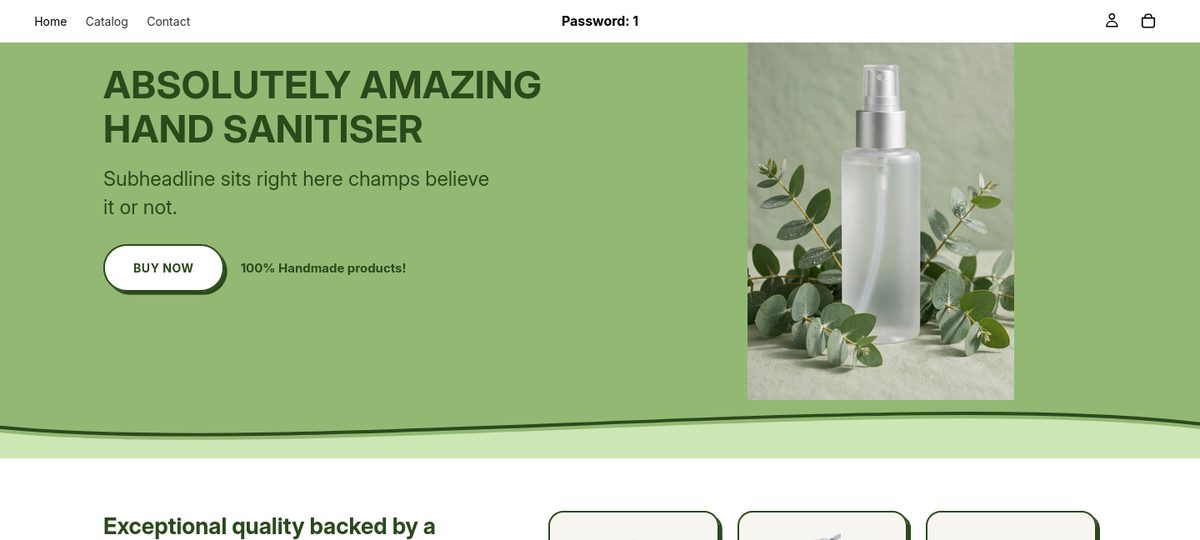 Home
Catalog
Contact
Password: 1
ABSOLUTELY AMAZING
HAND SANITISER
Subheadline sits right here champs believe
it or not.
BUY NOW
100% Handmade products!
Exceptional quality backed by a